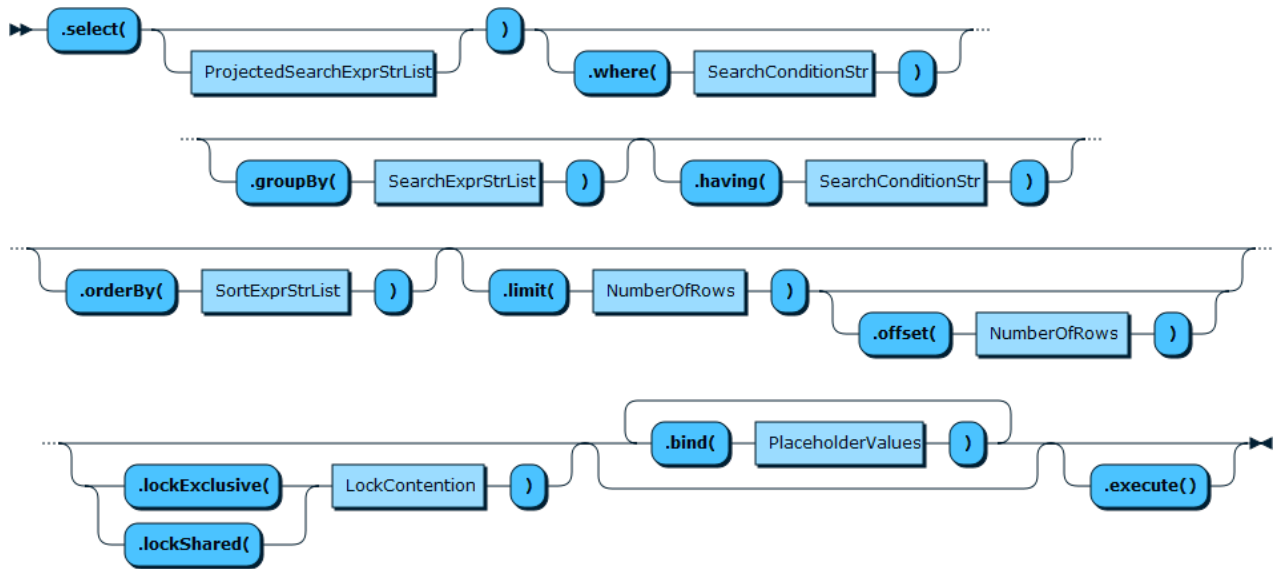 .select( ProjectedSearchExprStrList ) .where( SearchConditionStr )
.groupBy( SearchExprStrList ) .having( SearchConditionStr )
.orderBy( SortExprStrList ) .limit( NumberOfRows )
.offset( NumberOfRows )
.bind( PlaceholderValues )
.lockExclusive( LockContention ) .execute()
.lockShared(